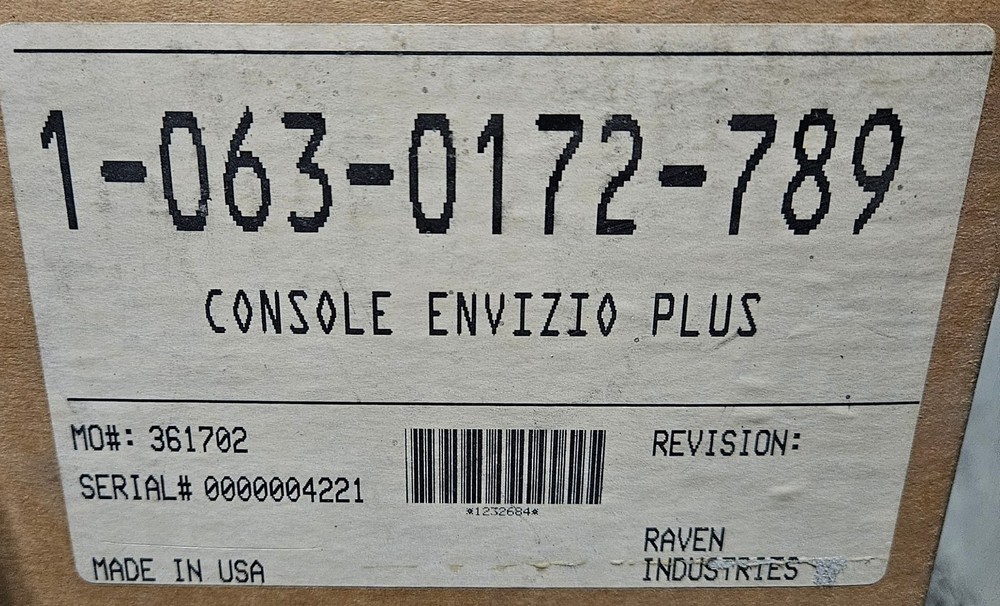 1-063-0172-789
CONSOLE ENVIZIO PLUS
MO#: 361702
SERIAL# 0000004221
*1232684*
REVISION:
MADE IN USA
RAVEN
INDUSTRIES